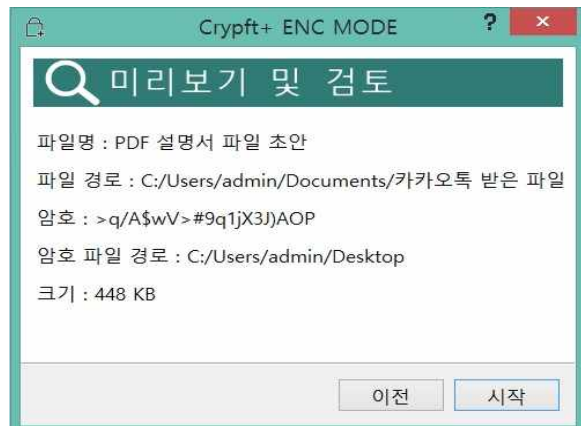 Crypft+ ENC MODE ? ×
미리보기 및 검토
파일명 : PDF 설명서 파일 초안
파일 경로 : C:/Users/admin/Documents/카카오톡 받은 파일
암호 : >q/A$wV>#9q1jX3J)AOP
암호 파일 경로 : C:/Users/admin/Desktop
크기 : 448 KB
이전 시작